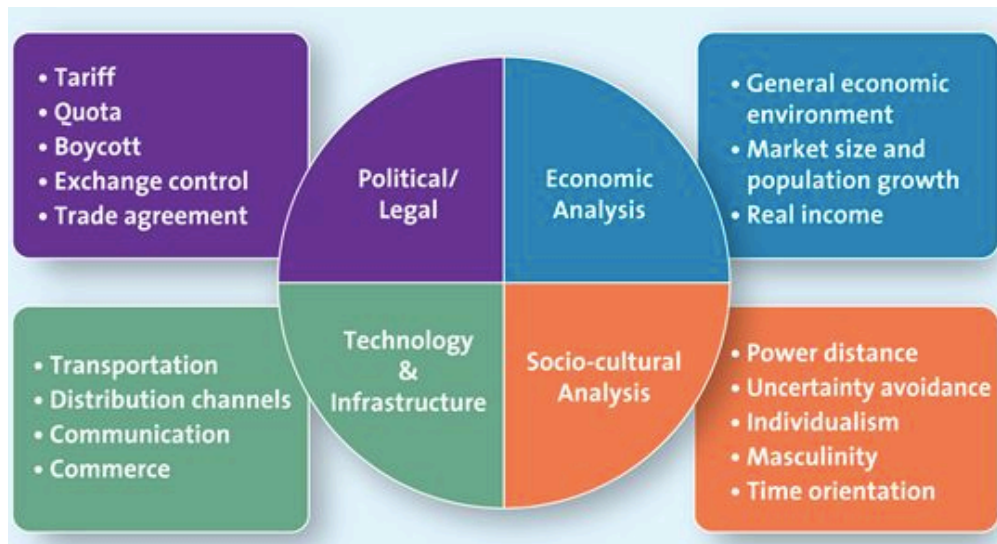 • Tariff
• Quota
• Boycott
• Exchange control
• Trade agreement
Political/
Legal
Economic
Analysis
• General economic
environment
• Market size and
population growth
• Real income
• Transportation
• Distribution channels
• Communication
• Commerce
Technology
&
Infrastructure
Socio-cultural
Analysis
• Power distance
• Uncertainty avoidance
• Individualism
• Masculinity
• Time orientation